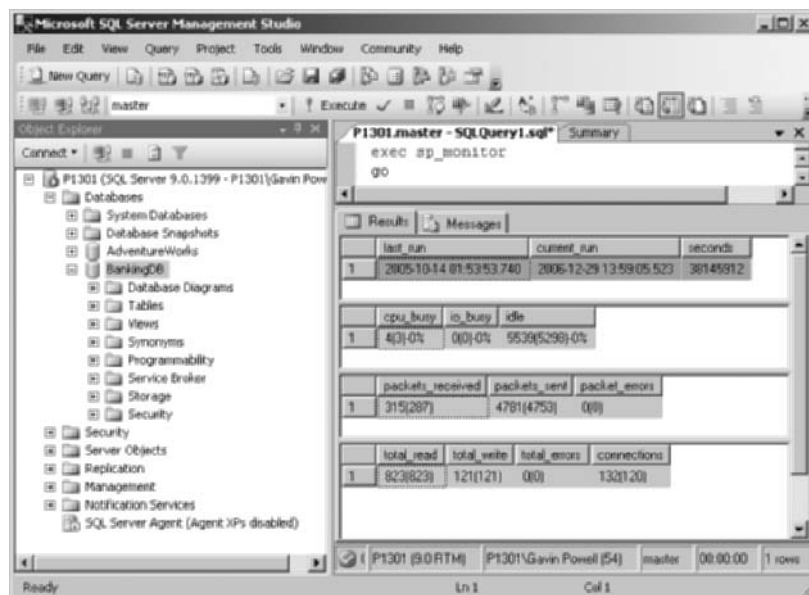 Microsoft SQL Server Management Studio
File Edit View Query Project Tools Window Community Help
New Query
master Execute
Object Explorer
Connect
P1301 (SQL Server 9.0.1399 - P1301\Gavin Pow
Databases
System Databases
Database Snapshots
AdventureWorks
BankingDB
Database Diagrams
Tables
Views
Synonyms
Programmability
Service Broker
Storage
Security
Security
Server Objects
Replication
Management
Notification Services
SQL Server Agent (Agent XPs disabled)
P1301.master - SQLQuery1.sql* Summary
exec sp_monitor
go
Results Messages
last_run current_run seconds
1 2005-10-14 01:53:53.740 2006-12-29 13:59:05.523 38145912
cpu_busy io_busy idle
1 4(3)-0% 0(0)-0% 5539(5298)-0%
packets_received packets_sent packet_errors
1 315(287) 4781(4753) 0(0)
total_read total_write total_errors connections
1 823(823) 121(121) 0(0) 132(120)
P1301 (9.0 RTM) P1301\Gavin Powell (54) master 00:00:00 1 rows
Ready Ln 1 Col 1